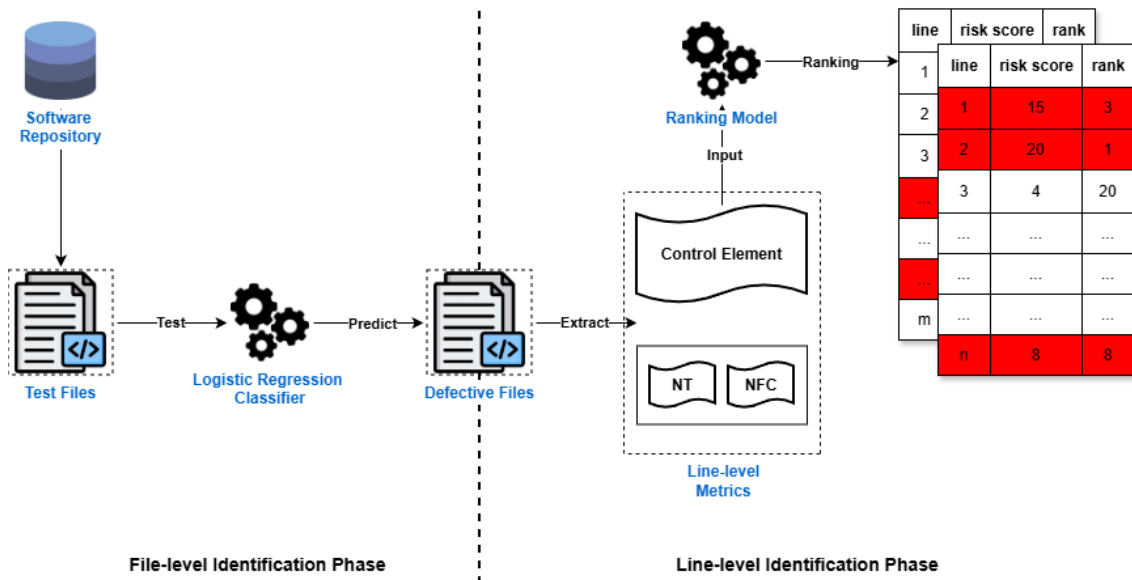 Software
Repository
Test Files
Test
Logistic Regression
Classifier
Predict
Defective Files
Extract
Control Element
NT
NFC
Line-level
Metrics
Input
Ranking Model
Ranking
line risk score rank
1
2
3
...
...
...
m
line risk score rank
1 15 3
2 20 1
3 4 20
... ... ...
... ... ...
... ... ...
n 8 8
File-level Identification Phase
Line-level Identification Phase